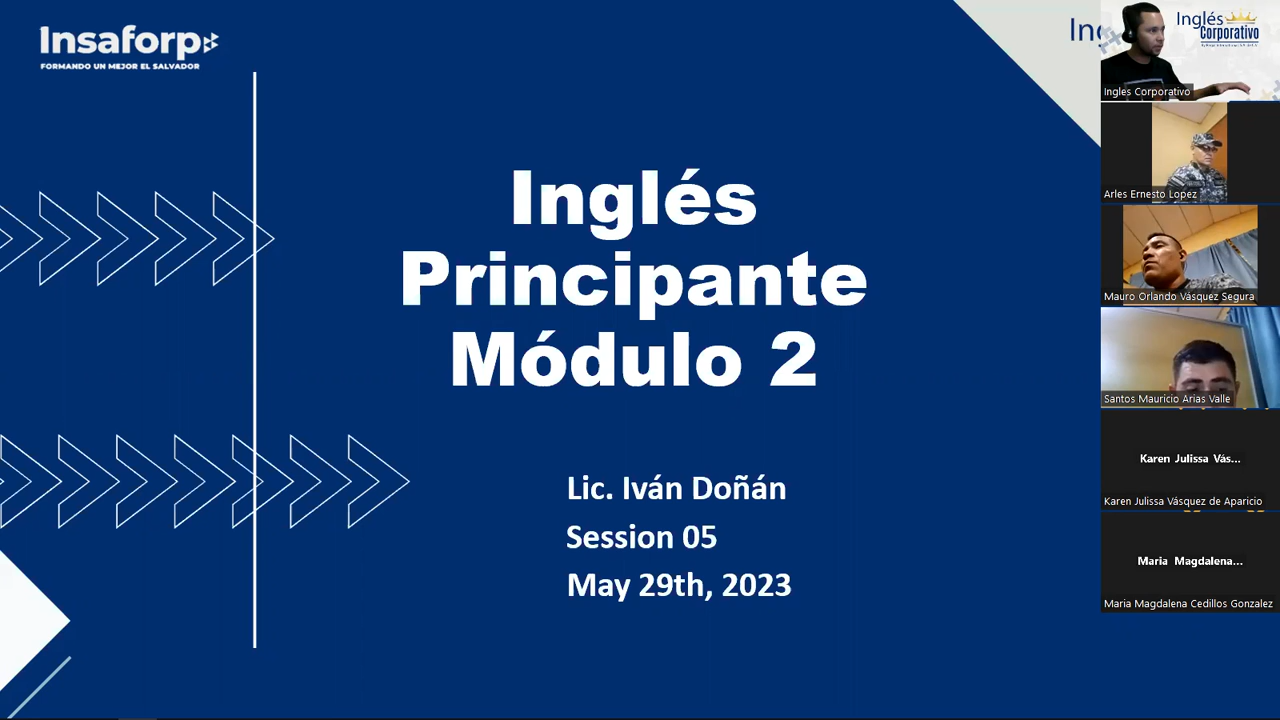 Insaforp
FORMANDO UN MEJOR EL SALVADOR
Inglés
Principante
Módulo 2
Lic. Iván Doñán
Session 05
May 29th, 2023
Inglés
Corporativo
Ingles Corporativo
Arles Ernesto Lopez
Mauro Orlando Vásquez Segura
Santos Mauricio Arias Valle
Karen Julissa Vás...
Karen Julissa Vásquez de Aparicio
Maria Magdalena...
Maria Magdalena Cedillos Gonzalez